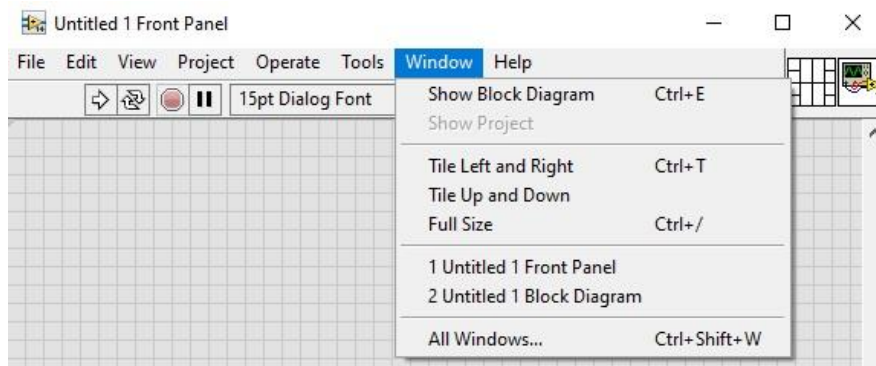 Untitled 1 Front Panel
File Edit View Project Operate Tools Window Help
15pt Dialog Font
Show Block Diagram Ctrl+E
Show Project
Tile Left and Right Ctrl+T
Tile Up and Down
Full Size Ctrl+/
1 Untitled 1 Front Panel
2 Untitled 1 Block Diagram
All Windows... Ctrl+Shift+W